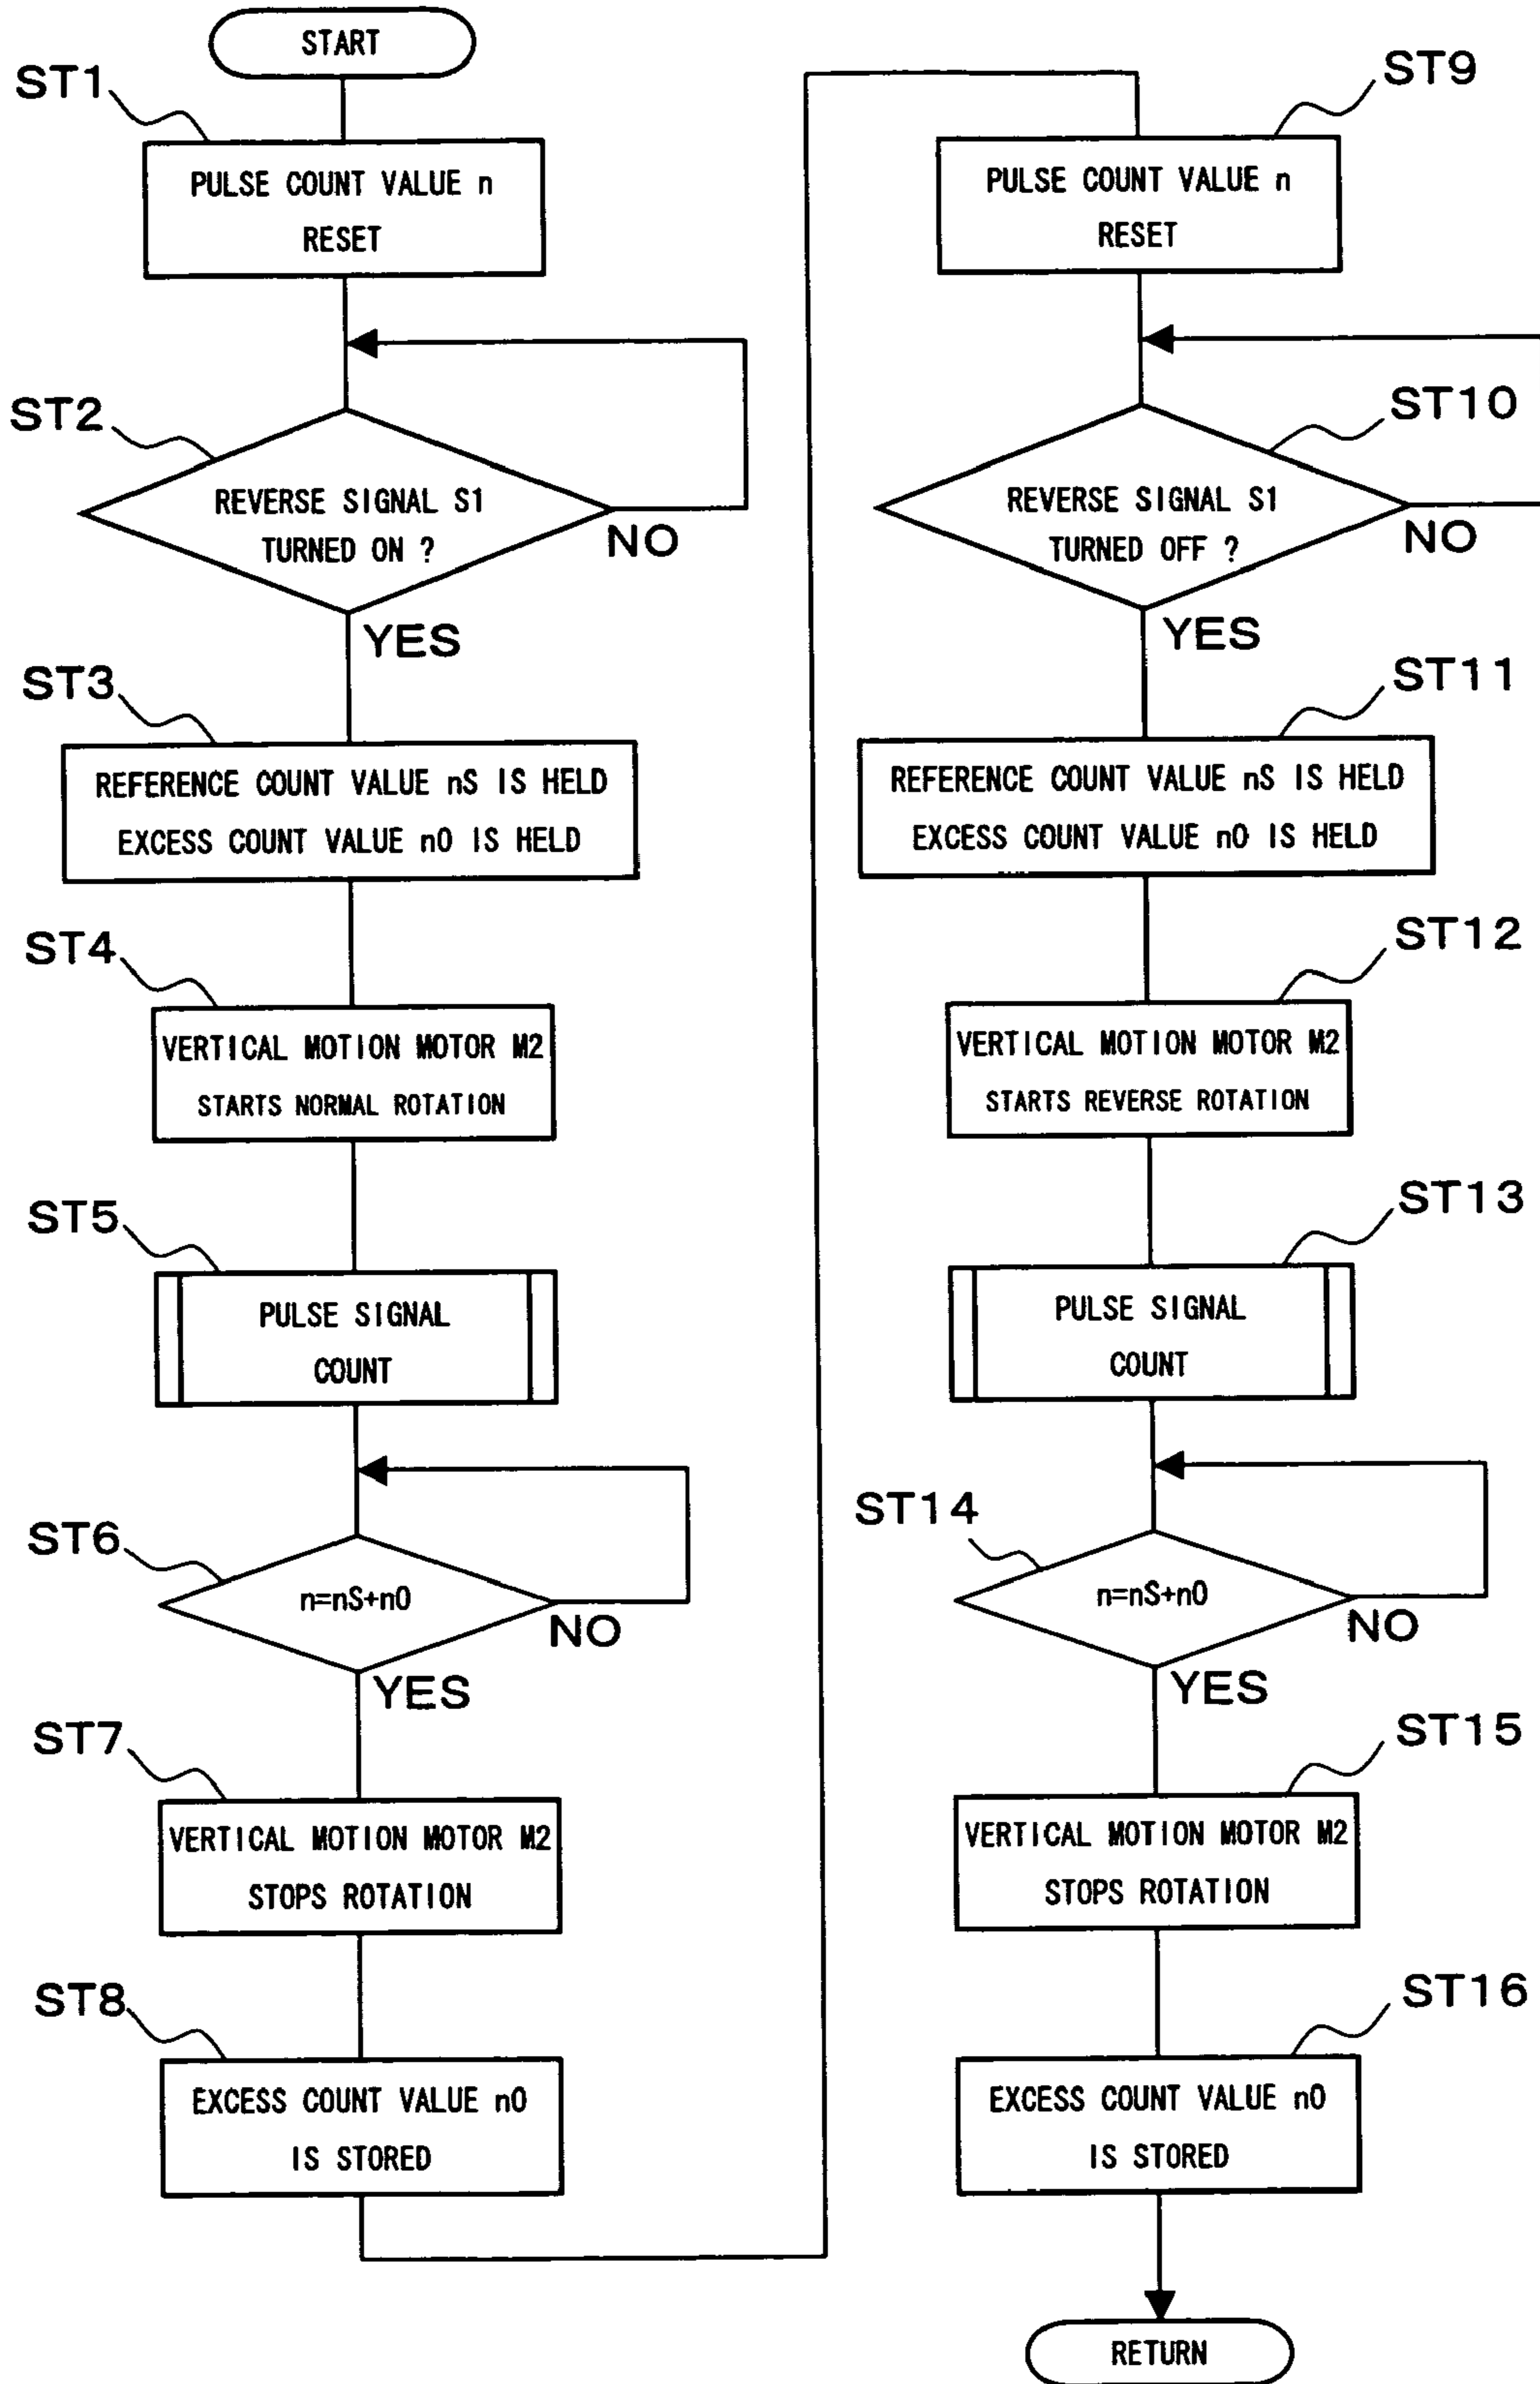 START
ST1
PULSE COUNT VALUE n
RESET
ST2
REVERSE SIGNAL S1
TURNED ON ?
NO
YES
ST3
REFERENCE COUNT VALUE nS IS HELD
EXCESS COUNT VALUE n0 IS HELD
ST4
VERTICAL MOTION MOTOR M2
STARTS NORMAL ROTATION
ST5
PULSE SIGNAL
COUNT
ST6
n=nS+n0
NO
YES
ST7
VERTICAL MOTION MOTOR M2
STOPS ROTATION
ST8
EXCESS COUNT VALUE n0
IS STORED
ST9
PULSE COUNT VALUE n
RESET
ST10
REVERSE SIGNAL S1
TURNED OFF ?
NO
YES
ST11
REFERENCE COUNT VALUE nS IS HELD
EXCESS COUNT VALUE n0 IS HELD
ST12
VERTICAL MOTION MOTOR M2
STARTS REVERSE ROTATION
ST13
PULSE SIGNAL
COUNT
ST14
n=nS+n0
NO
YES
ST15
VERTICAL MOTION MOTOR M2
STOPS ROTATION
ST16
EXCESS COUNT VALUE n0
IS STORED
RETURN